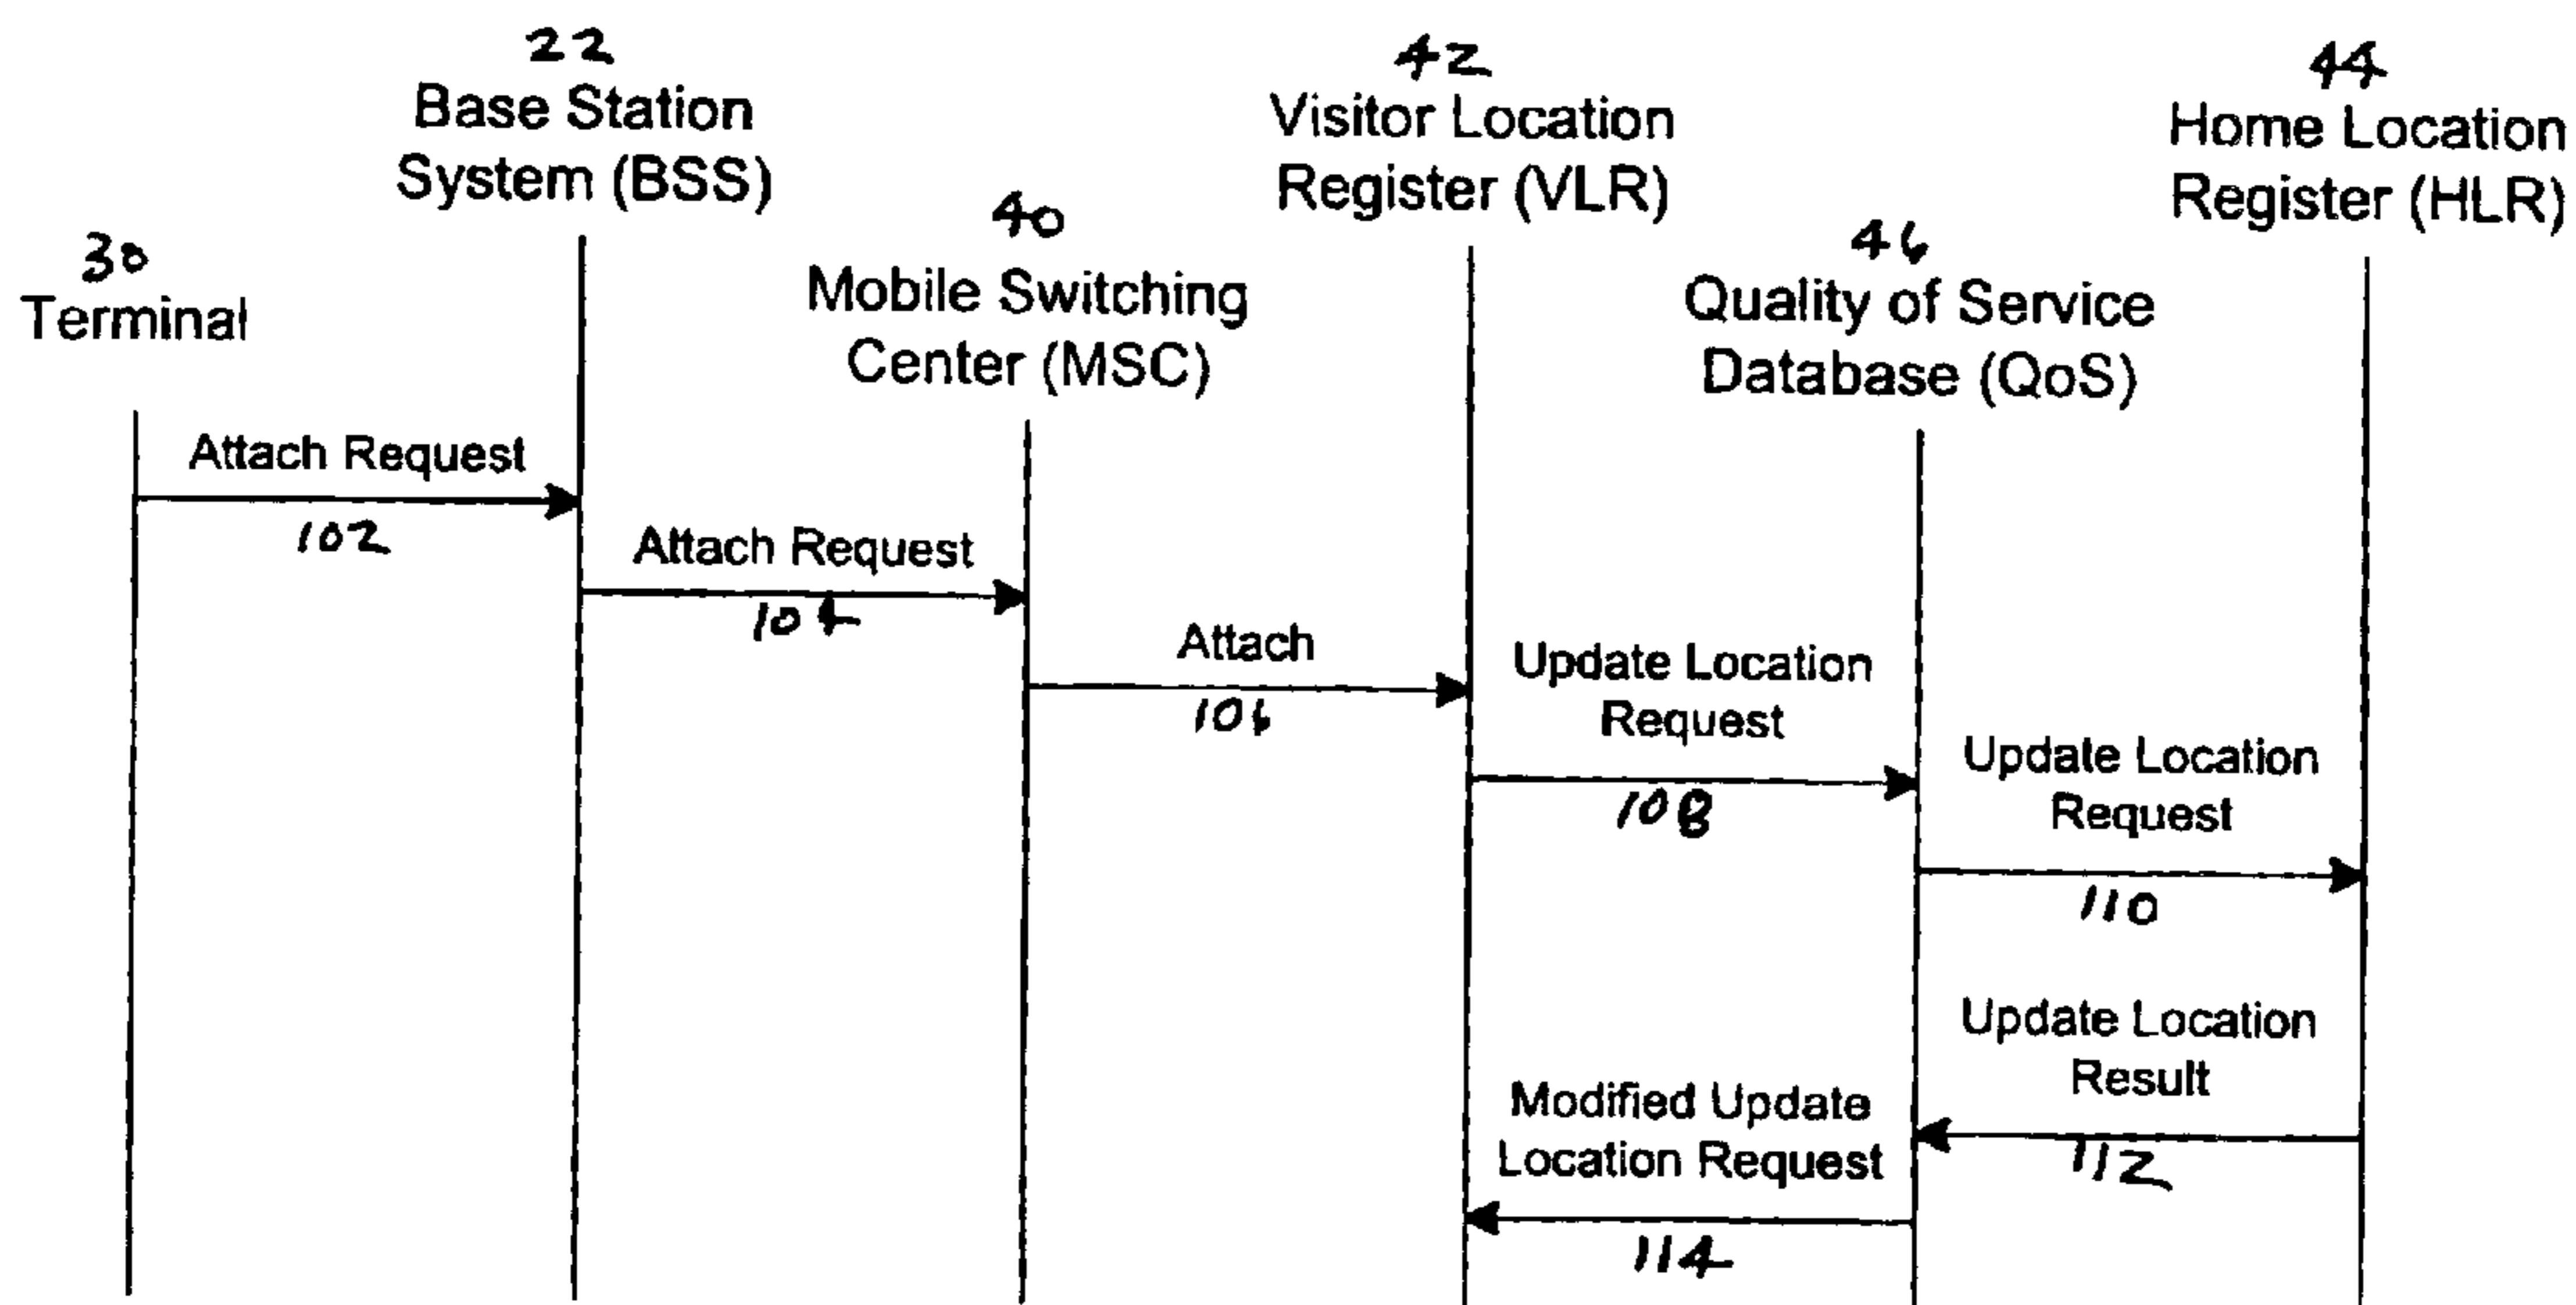 22
Base Station
System (BSS)
42
Visitor Location
Register (VLR)
44
Home Location
Register (HLR)
30
Terminal
40
Mobile Switching
Center (MSC)
46
Quality of Service
Database (QoS)
Attach Request
102
Attach Request
104
Attach
106
Update Location
Request
108
Update Location
Request
110
Update Location
Result
112
Modified Update
Location Request
114